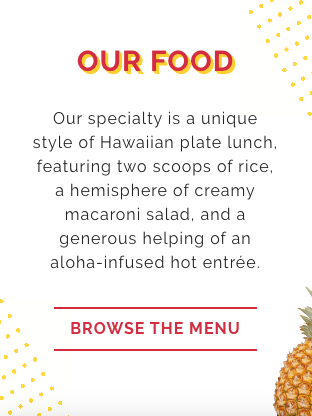 OUR FOOD
Our specialty is a unique
style of Hawaiian plate lunch,
featuring two scoops of rice,
a hemisphere of creamy
macaroni salad, and a
generous helping of an
aloha-infused hot entrée.
BROWSE THE MENU